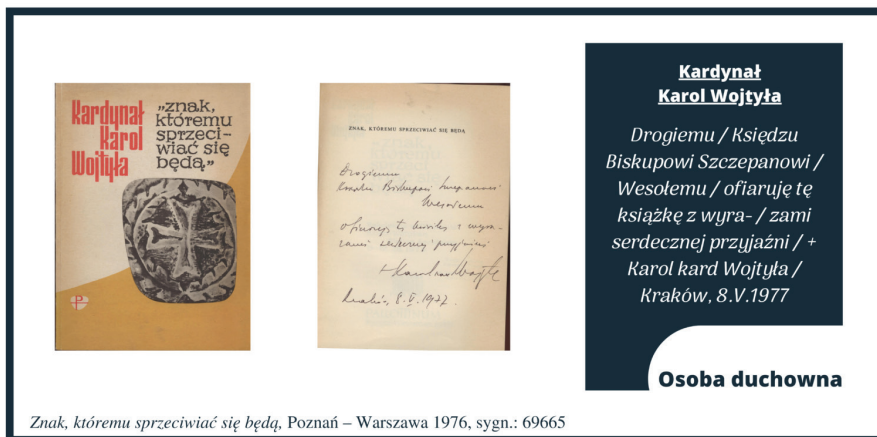 Kardynał
Karol
Wojtyła
„znak,
któremu
sprzeci-
wiać się
będą”
P
ZNAK, KTÓREMU SPRZECIWIAĆ SIĘ BĘDĄ
Drogiemu
Księdzu Biskupowi Szczepanowi
Wesołemu
ofiaruję tę książkę z wyra-
zami serdecznej przyjaźni
+ Karol kard Wojtyła
Kraków, 8.V.1977.
Kardynał
Karol Wojtyła
Drogiemu / Księdzu
Biskupowi Szczepanowi /
Wesołemu / ofiaruję tę
książkę z wyra- / zami
serdecznej przyjaźni / +
Karol kard Wojtyła /
Kraków, 8.V.1977
Osoba duchowna
Znak, któremu sprzeciwiać się będą, Poznań – Warszawa 1976, sygn.: 69665